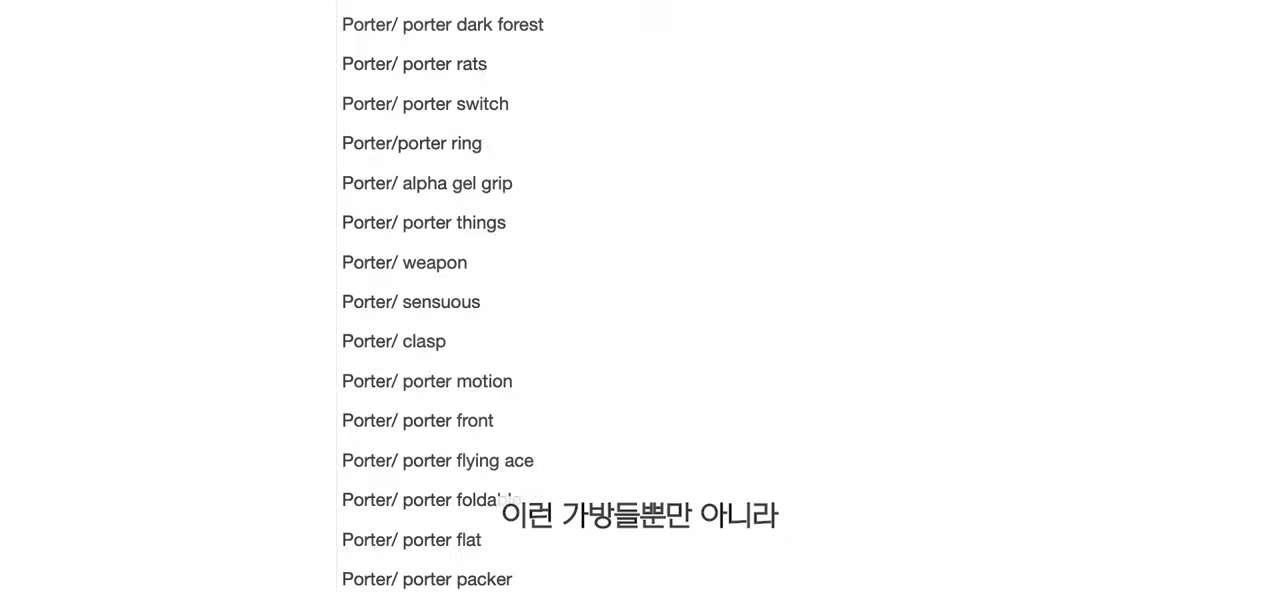 Porter/ porter dark forest
Porter/ porter rats
Porter/ porter switch
Porter/porter ring
Porter/ alpha gel grip
Porter/ porter things
Porter/ weapon
Porter/ sensuous
Porter/ clasp
Porter/ porter motion
Porter/ porter front
Porter/ porter flying ace
Porter/ porter foldable
이런 가방들뿐만 아니라
Porter/ porter flat
Porter/ porter packer